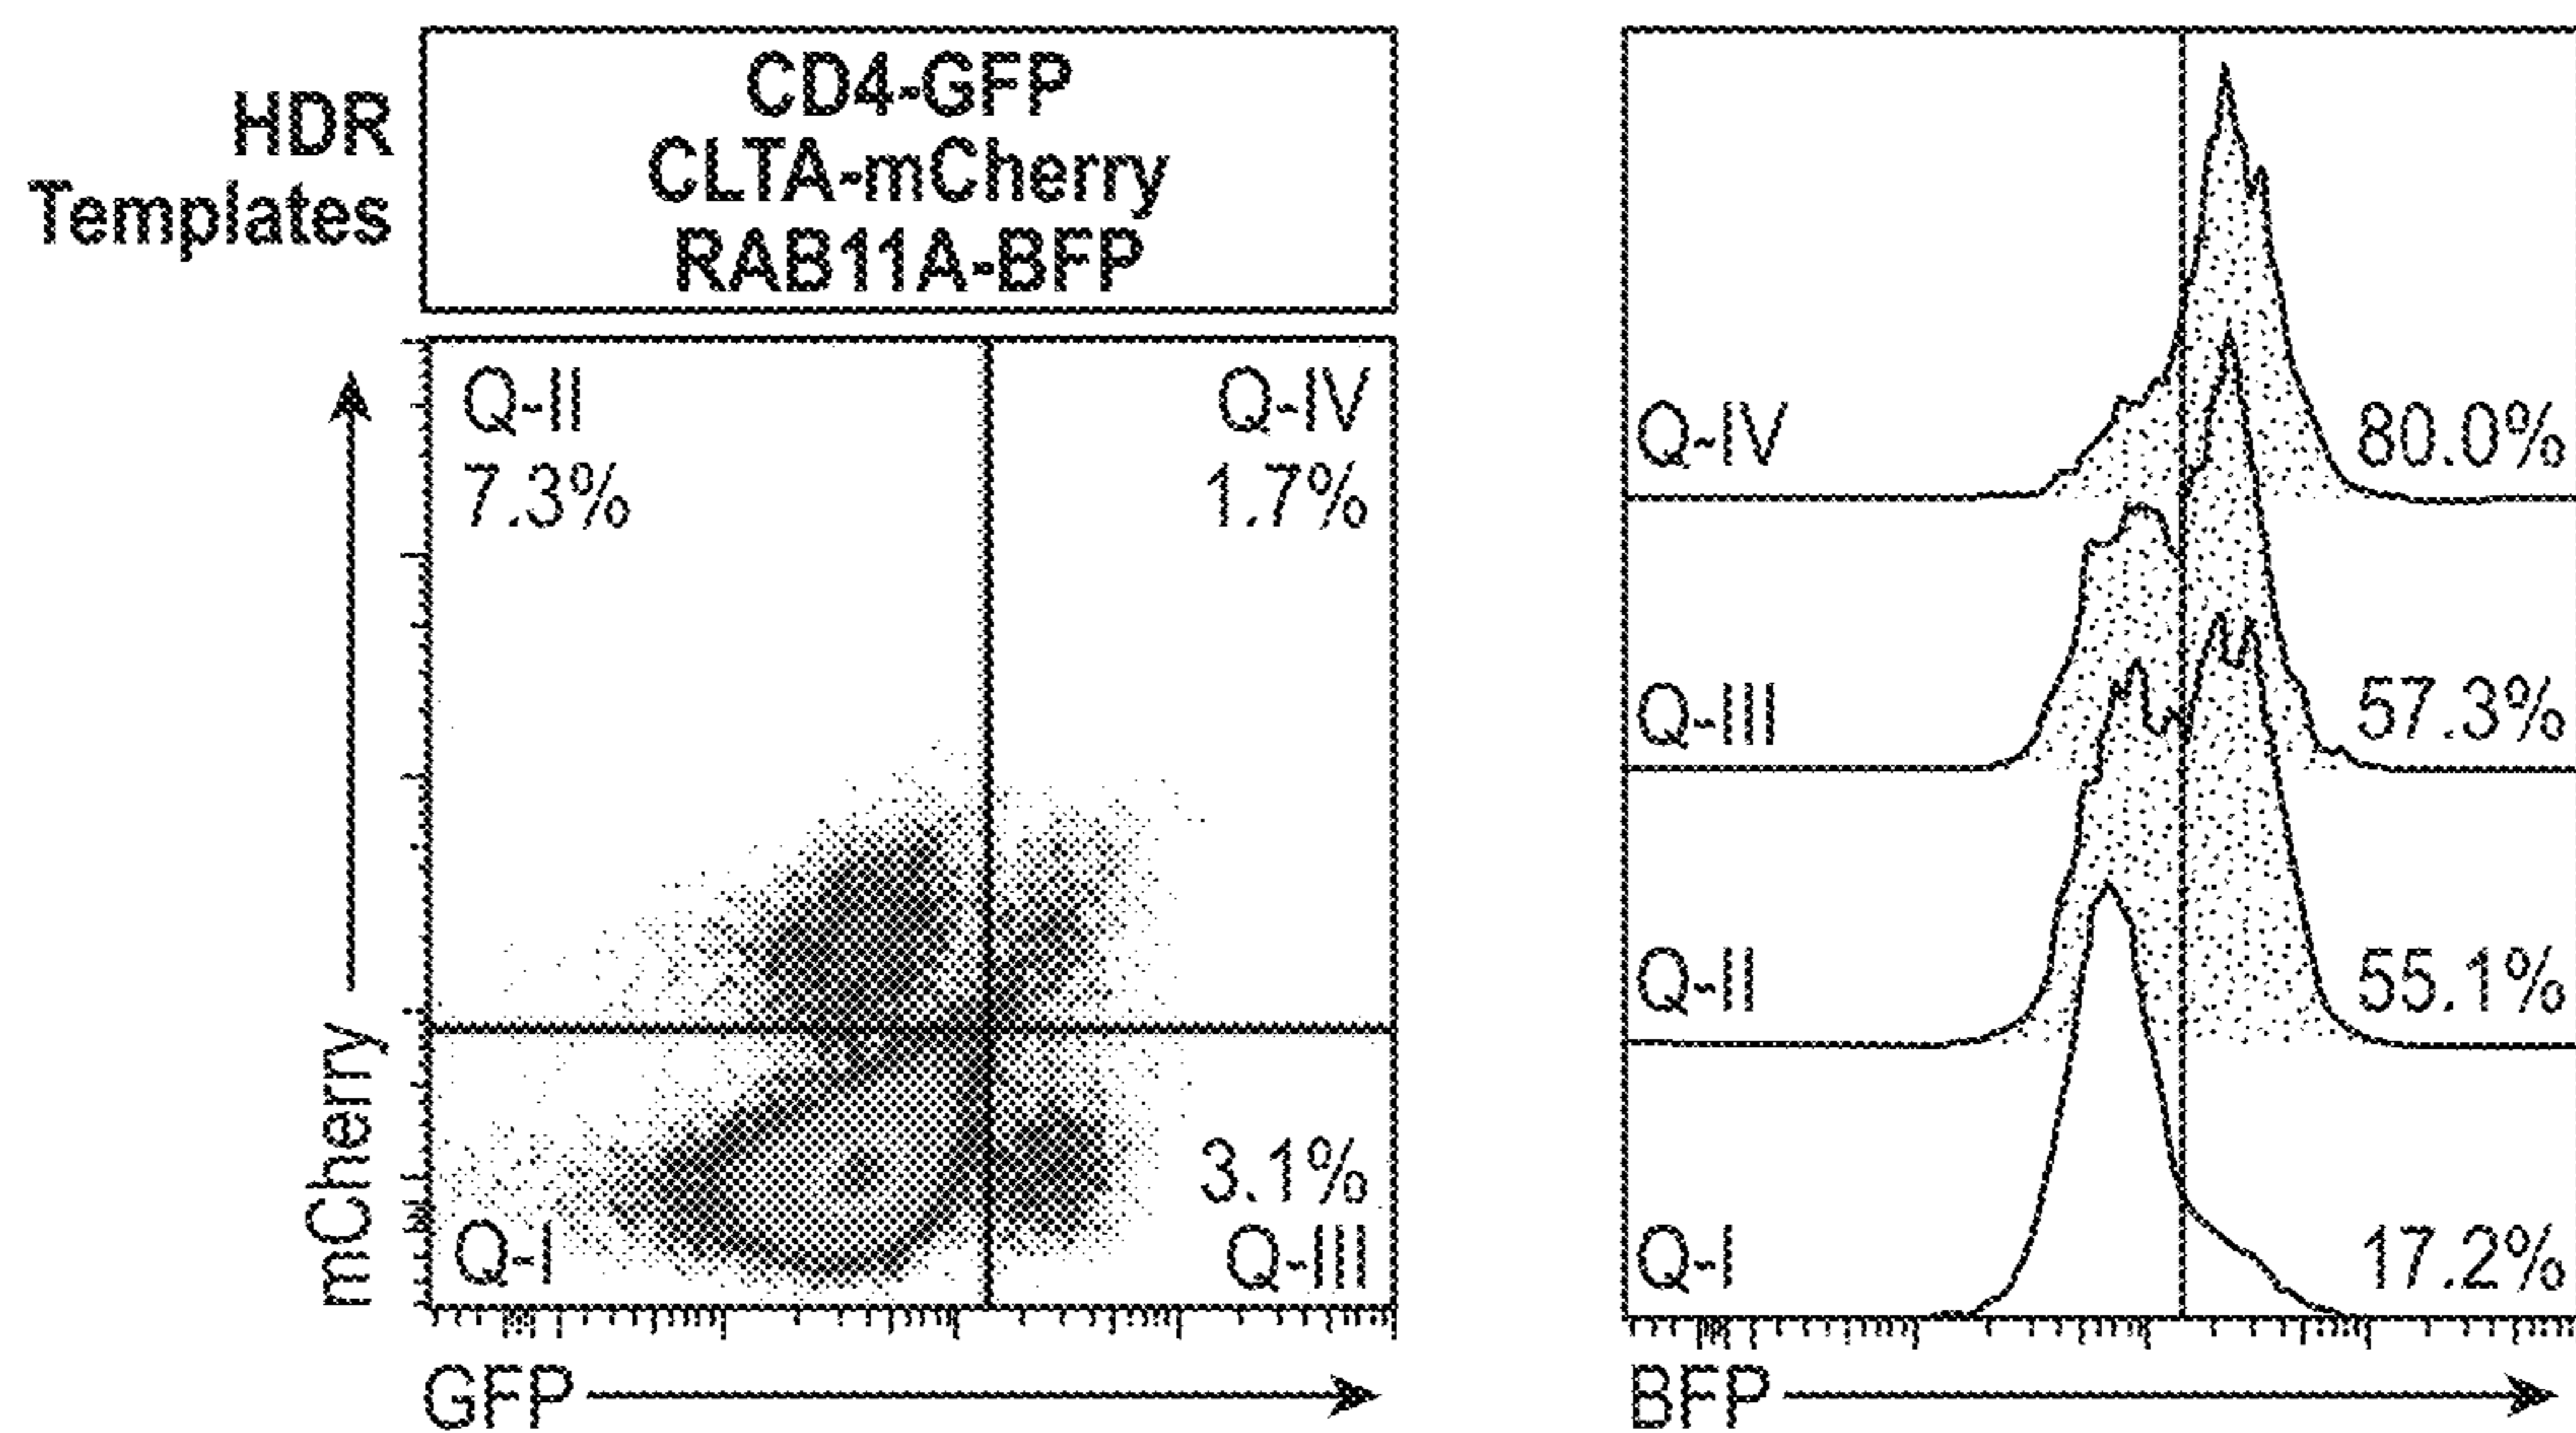 HDR
Templates
CD4-GFP
CLTA-mCherry
RAB11A-BFP
Q-II
7.3%
Q-IV
1.7%
Q-I
3.1%
Q-III
mCherry
GFP
Q-IV
80.0%
Q-III
57.3%
Q-II
55.1%
Q-I
17.2%
BFP